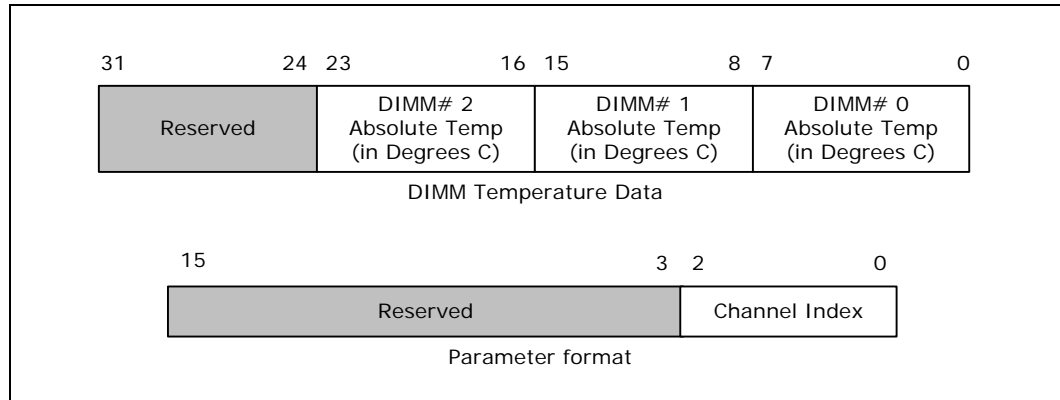 31 24 23 16 15 8 7 0
Reserved
DIMM# 2
Absolute Temp
(in Degrees C)
DIMM# 1
Absolute Temp
(in Degrees C)
DIMM# 0
Absolute Temp
(in Degrees C)
DIMM Temperature Data
15 3 2 0
Reserved
Channel Index
Parameter format